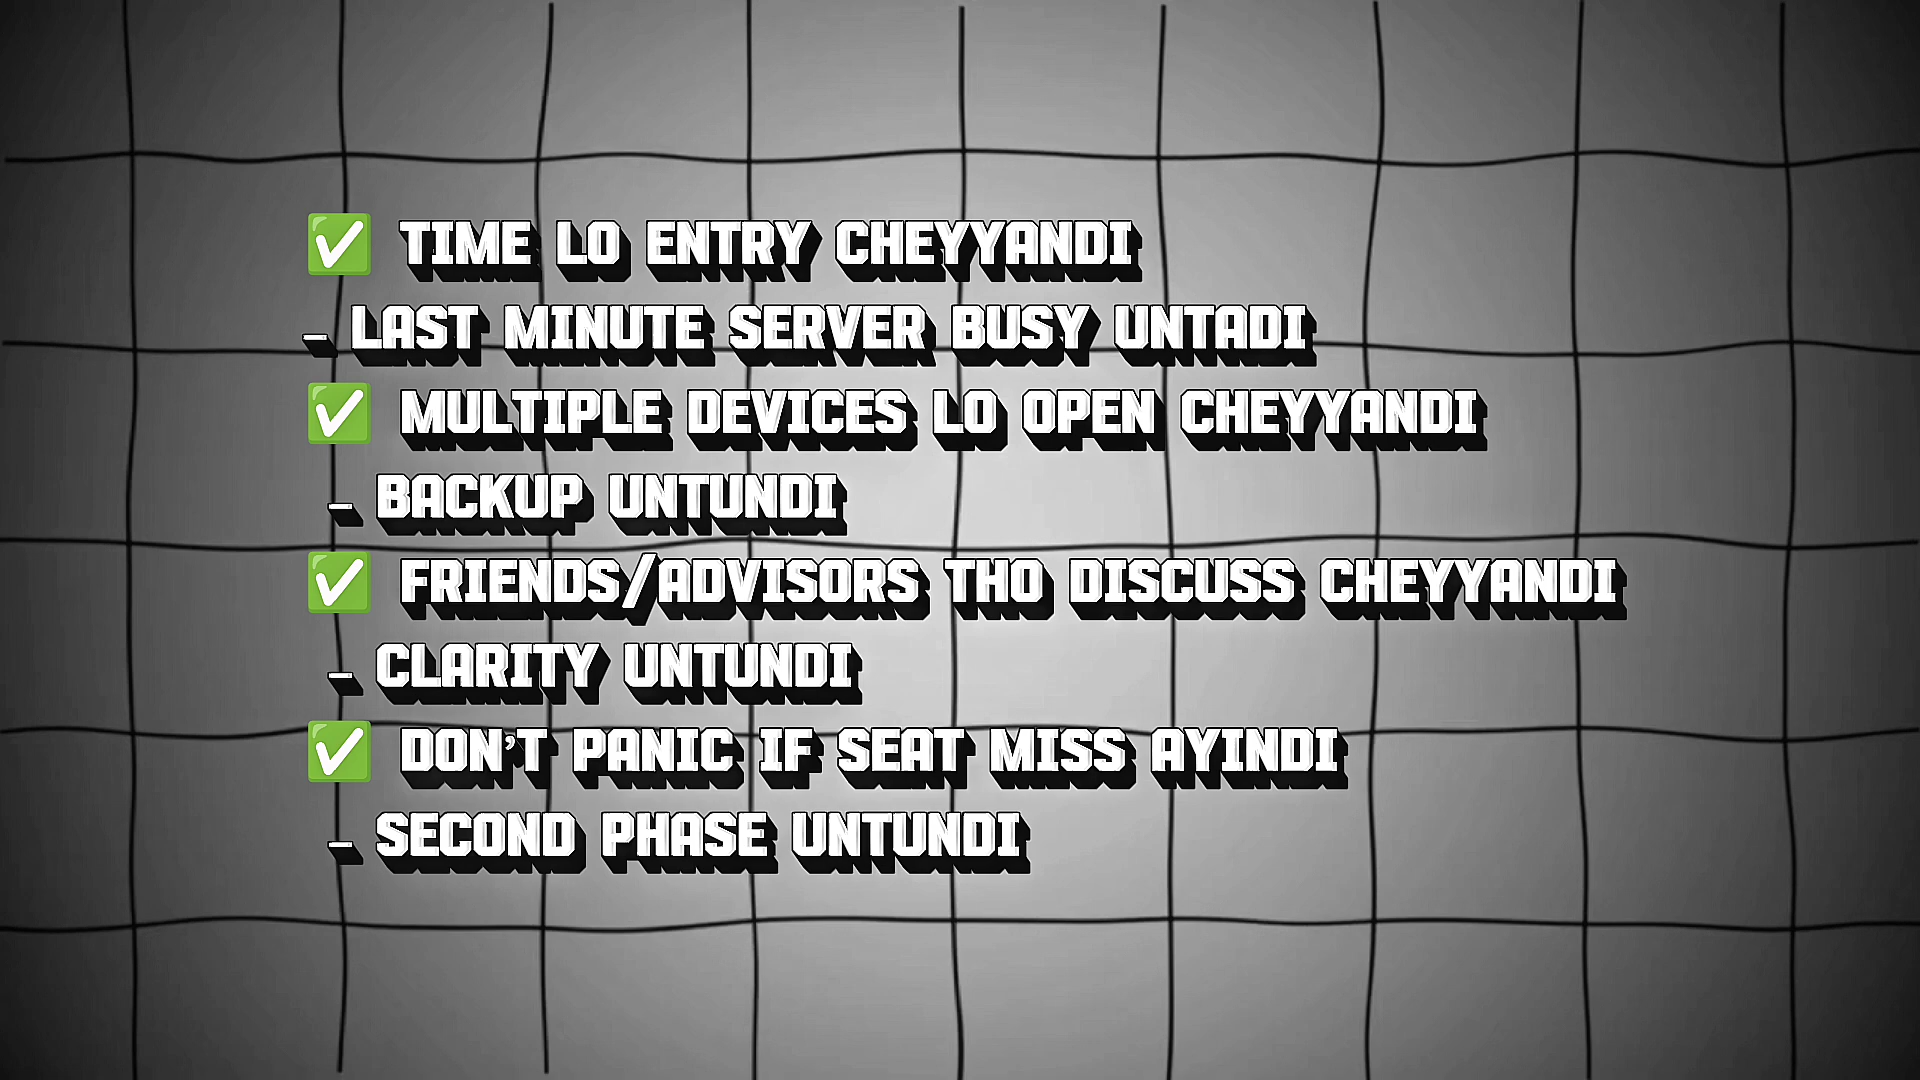 ✅ TIME LO ENTRY CHEYYANDI
- LAST MINUTE SERVER BUSY UNTADI
✅ MULTIPLE DEVICES LO OPEN CHEYYANDI
- BACKUP UNTUNDI
✅ FRIENDS/ADVISORS THO DISCUSS CHEYYANDI
- CLARITY UNTUNDI
✅ DON'T PANIC IF SEAT MISS AYINDI
- SECOND PHASE UNTUNDI